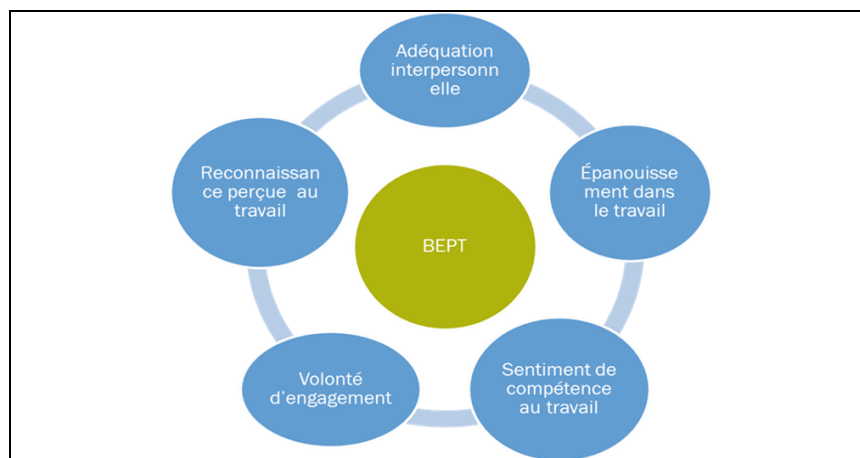 Adéquation
interpersonn
elle
Épanouisse
ment dans
le travail
Sentiment de
compétence
au travail
Volonté
d’engagement
Reconnaissan
ce perçue  au
travail
BEPT